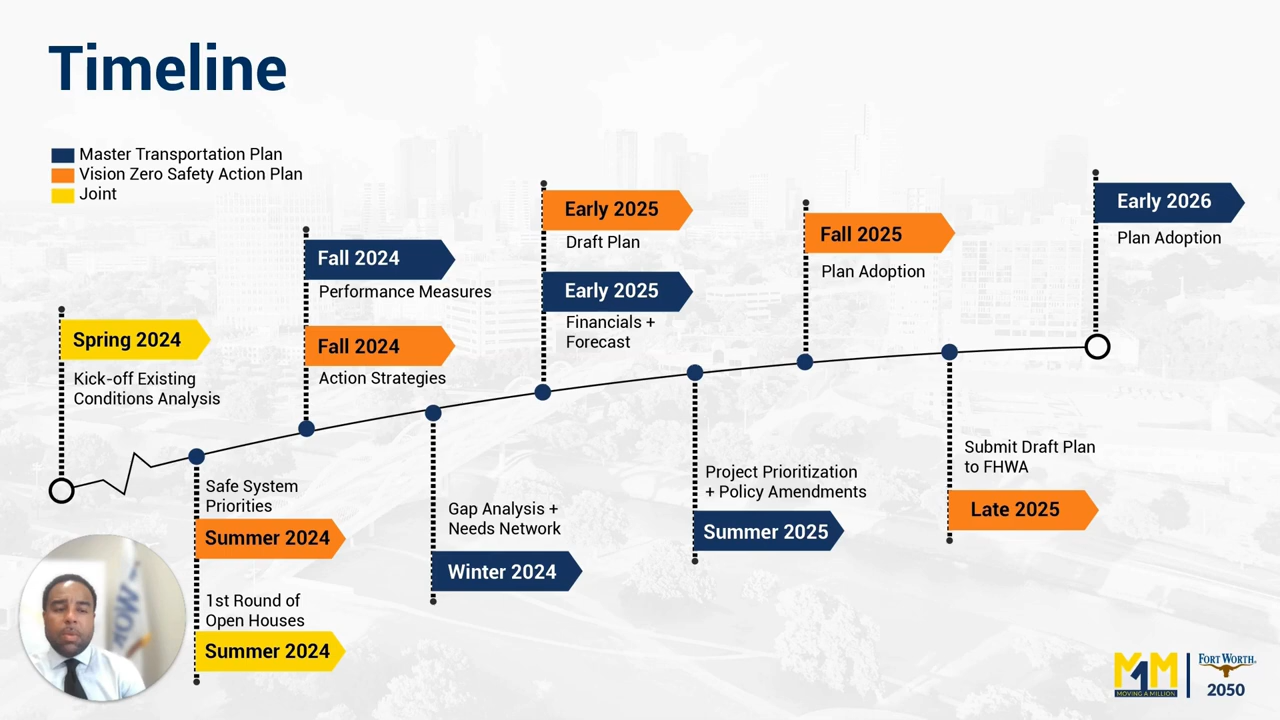 Timeline
Master Transportation Plan
Vision Zero Safety Action Plan
Joint
Spring 2024
Kick-off Existing
Conditions Analysis
Safe System
Priorities
Summer 2024
1st Round of
Open Houses
Summer 2024
Fall 2024
Performance Measures
Fall 2024
Action Strategies
Gap Analysis +
Needs Network
Winter 2024
Early 2025
Draft Plan
Early 2025
Financials +
Forecast
Project Prioritization
+ Policy Amendments
Summer 2025
Fall 2025
Plan Adoption
Submit Draft Plan
to FHWA
Late 2025
Early 2026
Plan Adoption
M1M
MOVING A MILLION
FORT WORTH
2050